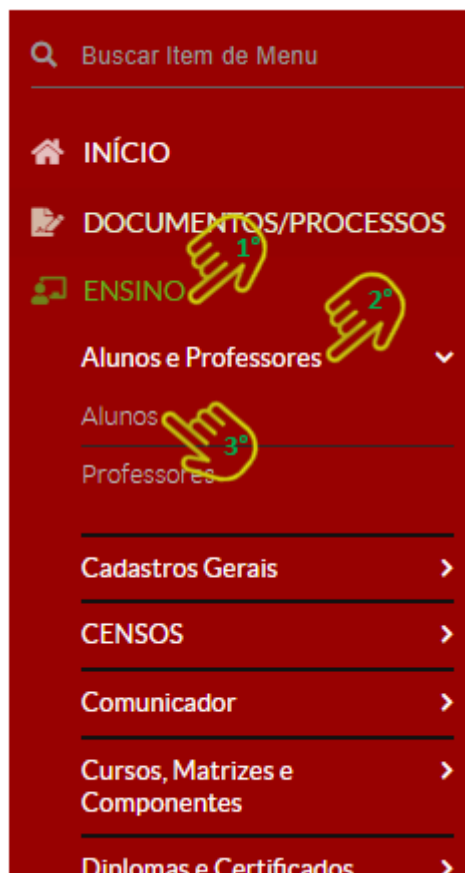 Buscar Item de Menu
INÍCIO
DOCUMENTOS/PROCESSOS
1°
ENSINO
2°
Alunos e Professores
Alunos
3°
Professores
Cadastros Gerais
CENSOS
Comunicador
Cursos, Matrizes e
Componentes
Diplomas e Certificados